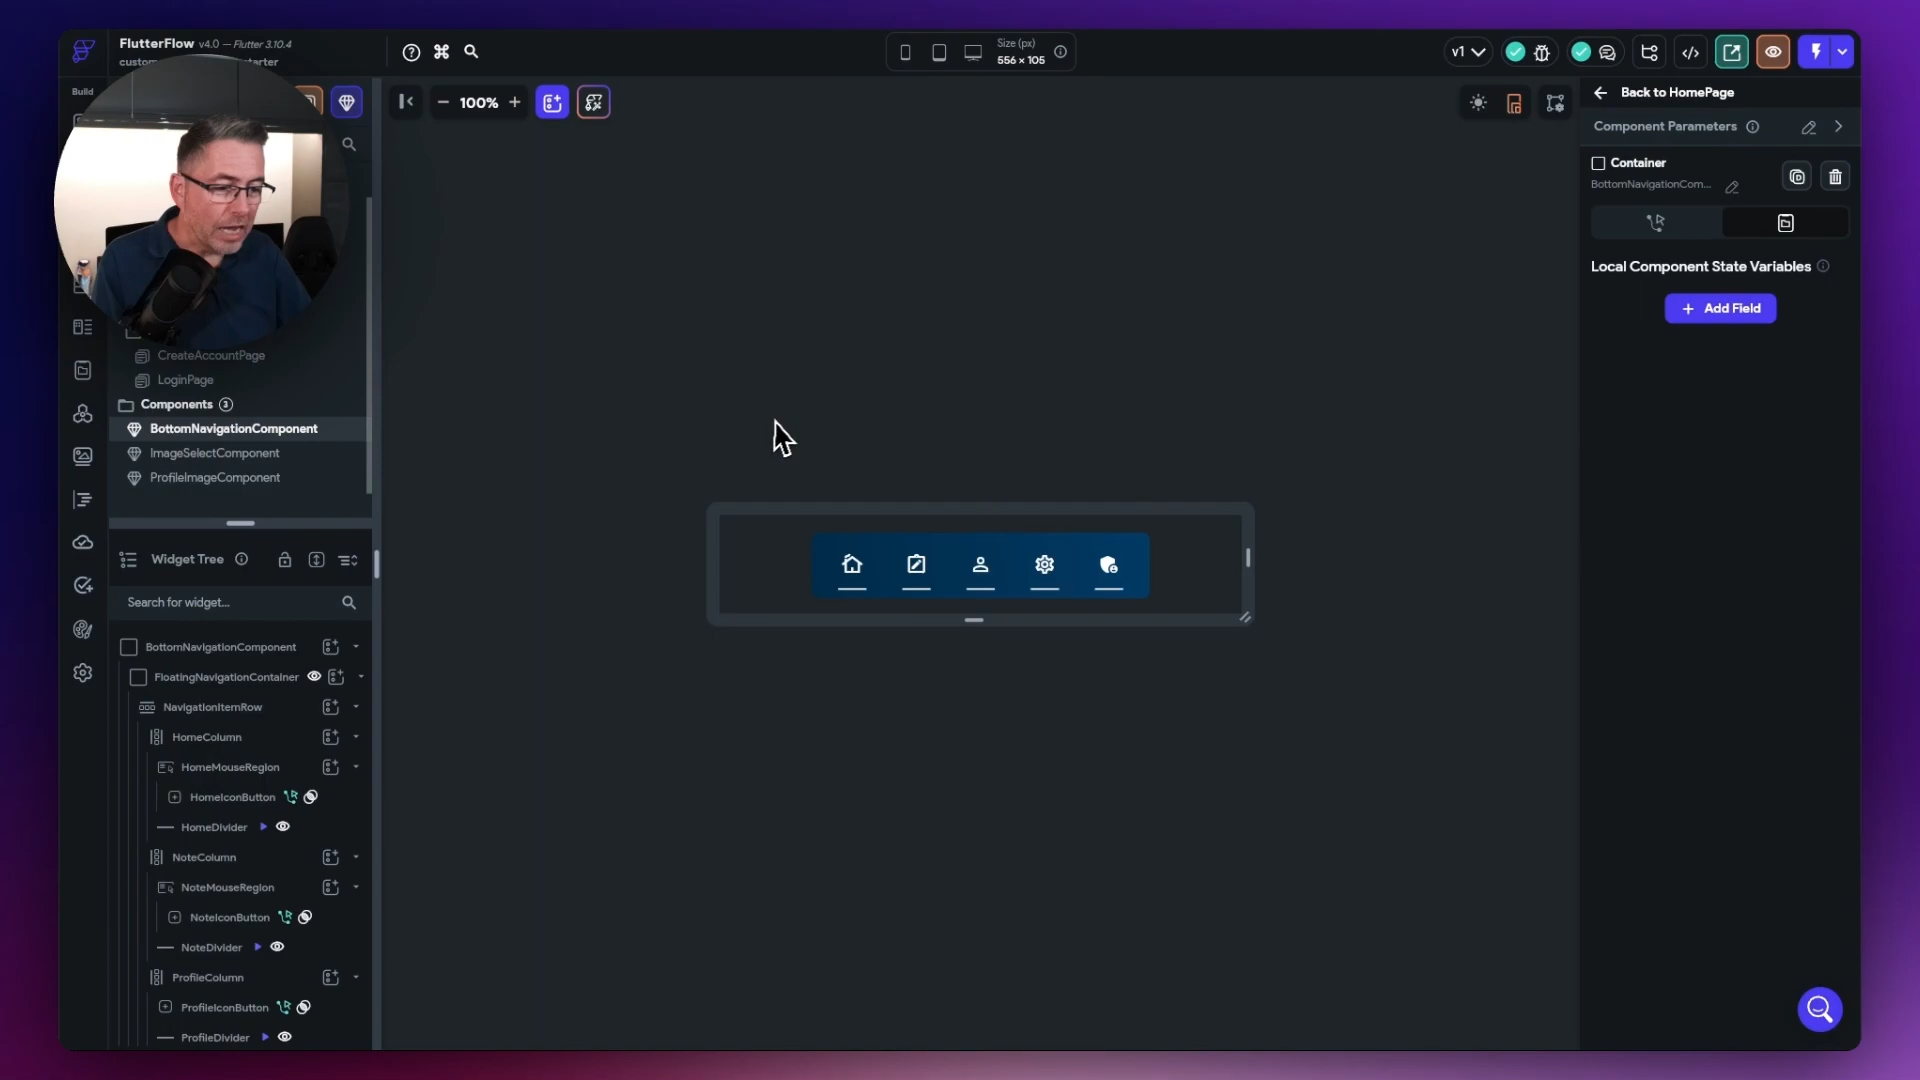 FlutterFlow v4.0 — Flutter 3.10.4
custom
arter
Size (px)
556 × 105
v1
Build
100%
Back to HomePage
Component Parameters
Container
BottomNavigationCom...
Local Component State Variables
+ Add Field
CreateAccountPage
LoginPage
Components 3
BottomNavigationComponent
ImageSelectComponent
ProfileImageComponent
Widget Tree
Search for widget...
BottomNavigationComponent
FloatingNavigationContainer
NavigationItemRow
HomeColumn
HomeMouseRegion
HomeIconButton
HomeDivider
NoteColumn
NoteMouseRegion
NoteIconButton
NoteDivider
ProfileColumn
ProfileIconButton
ProfileDivider